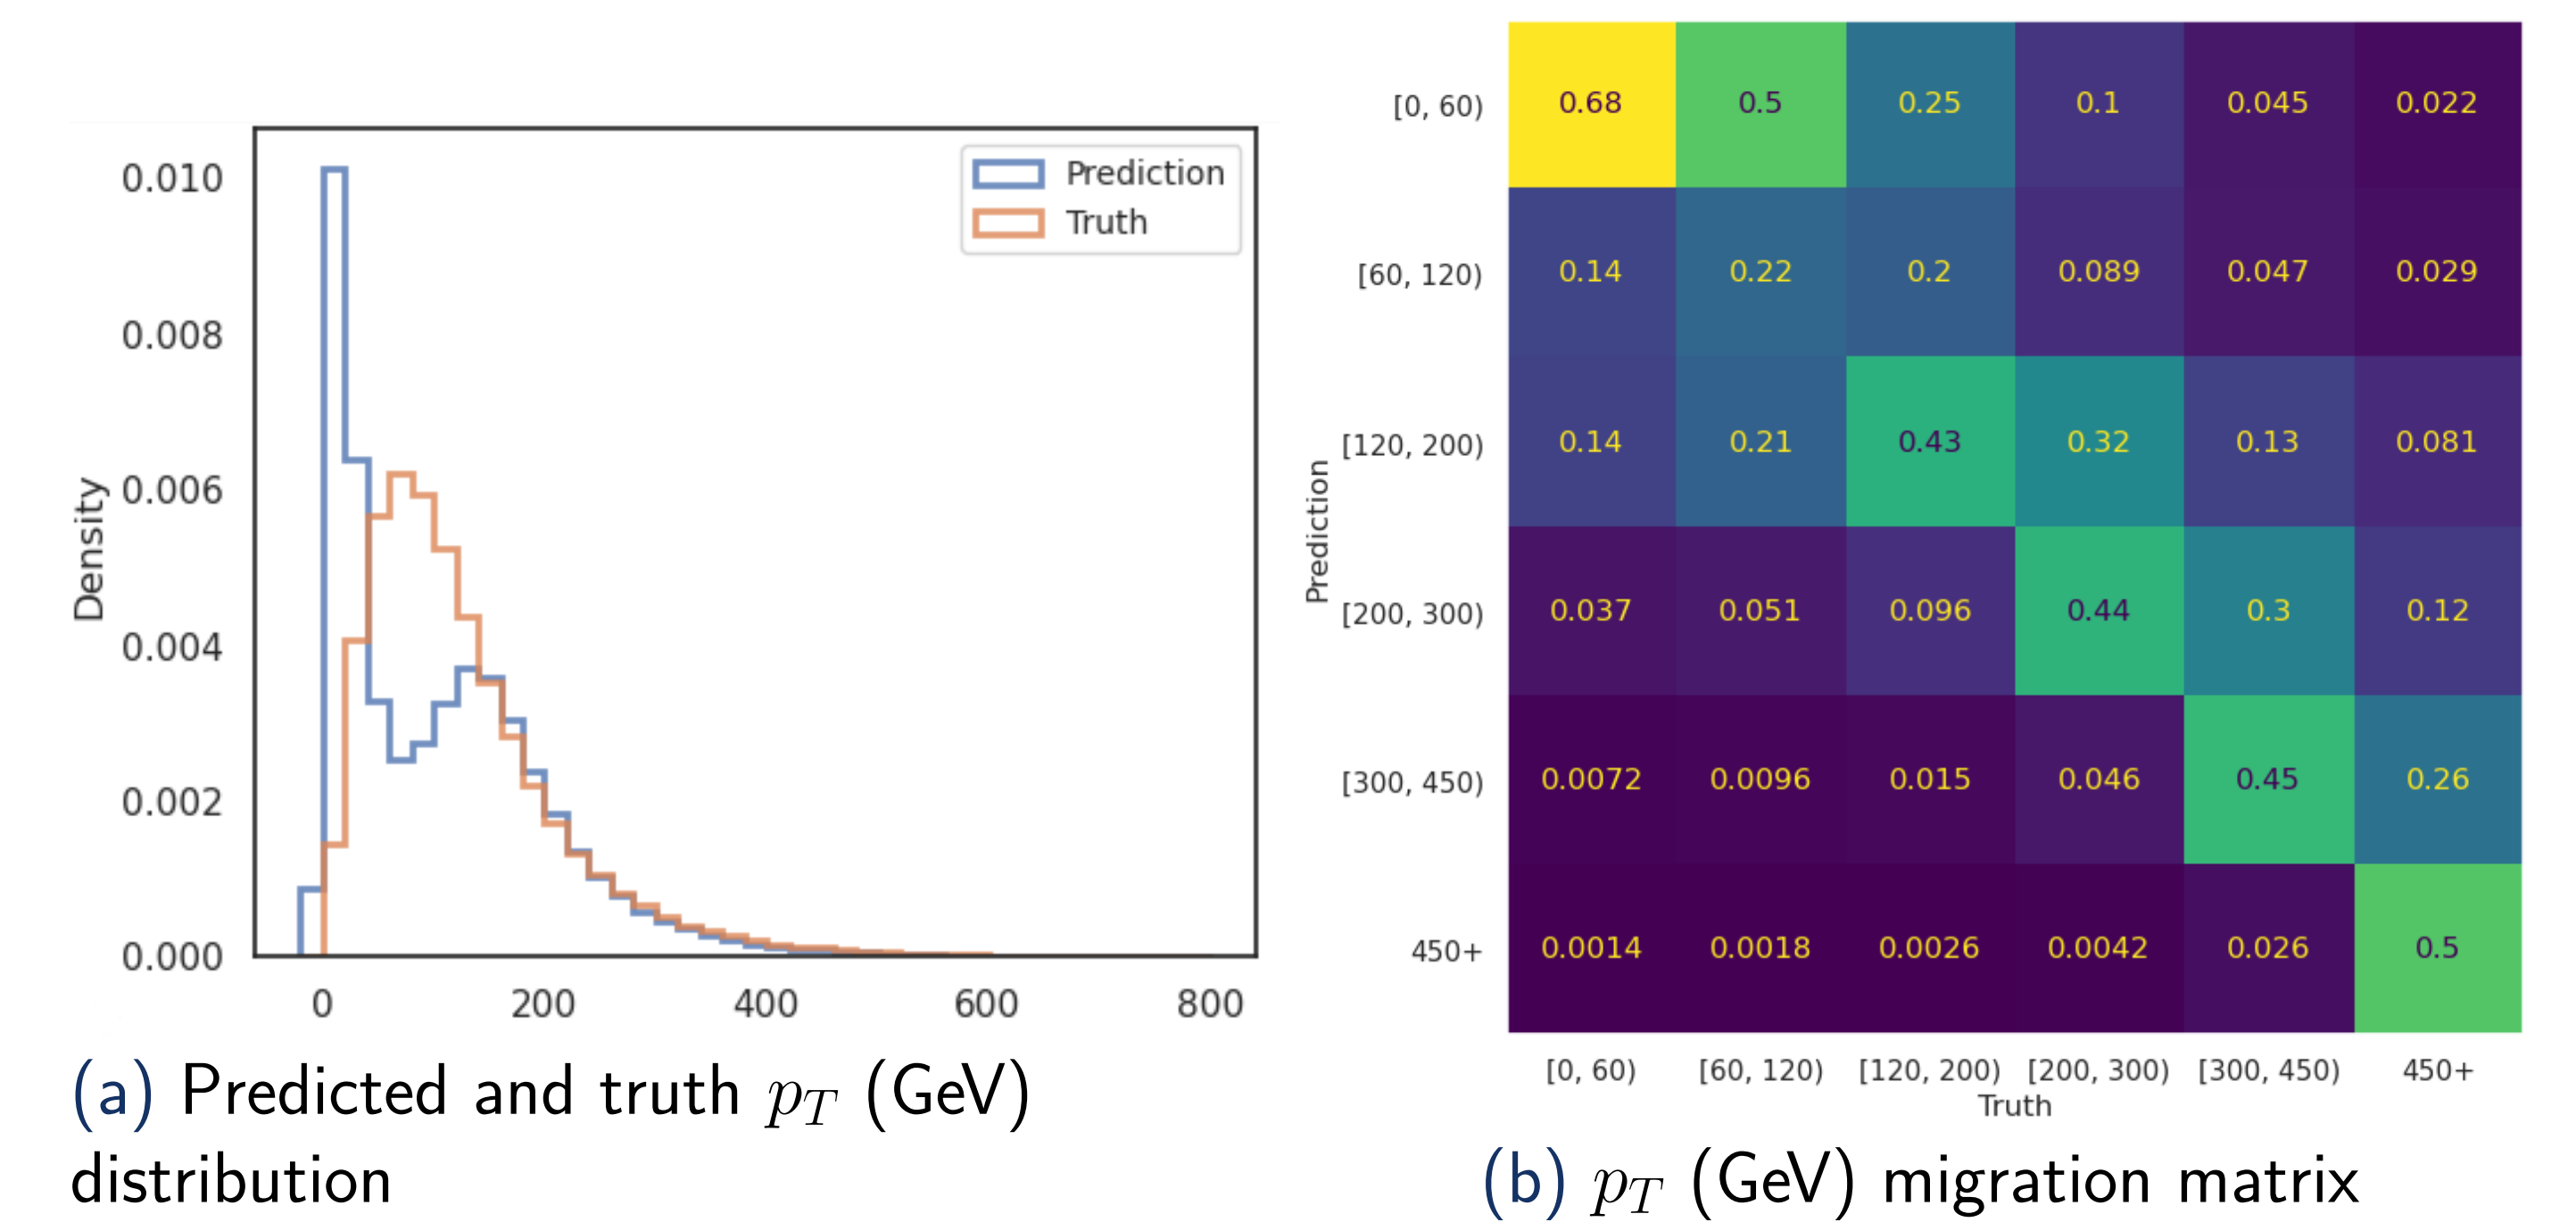 0.010
0.008
0.006
0.004
0.002
0.000
Density
Prediction
Truth
0 200 400 600 800
(a) Predicted and truth pT (GeV)
distribution
Prediction
[0, 60) 0.68 0.5 0.25 0.1 0.045 0.022
[60, 120) 0.14 0.22 0.2 0.089 0.047 0.029
[120, 200) 0.14 0.21 0.43 0.32 0.13 0.081
[200, 300) 0.037 0.051 0.096 0.44 0.3 0.12
[300, 450) 0.0072 0.0096 0.015 0.046 0.45 0.26
450+ 0.0014 0.0018 0.0026 0.0042 0.026 0.5
[0, 60) [60, 120) [120, 200) [200, 300) [300, 450) 450+
Truth
(b) pT (GeV) migration matrix